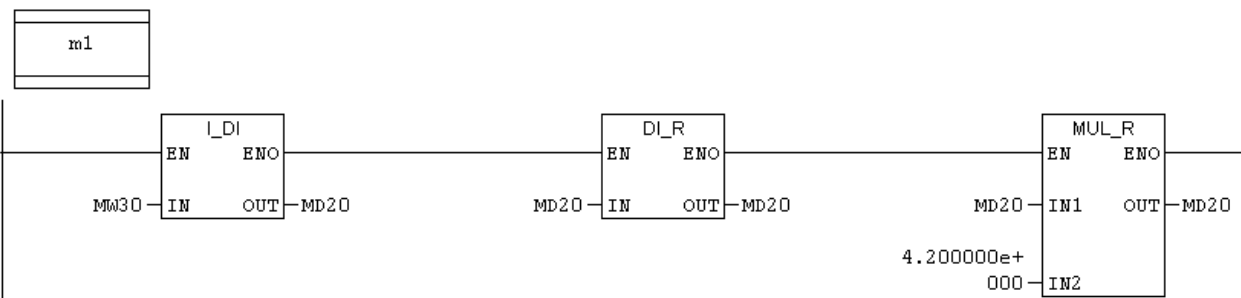 m1
I_DI
DI_R
MUL_R
EN ENO
EN ENO
EN ENO
MW30 IN OUT MD20
MD20 IN OUT MD20
MD20 IN1 OUT MD20
4.200000e+
000 IN2